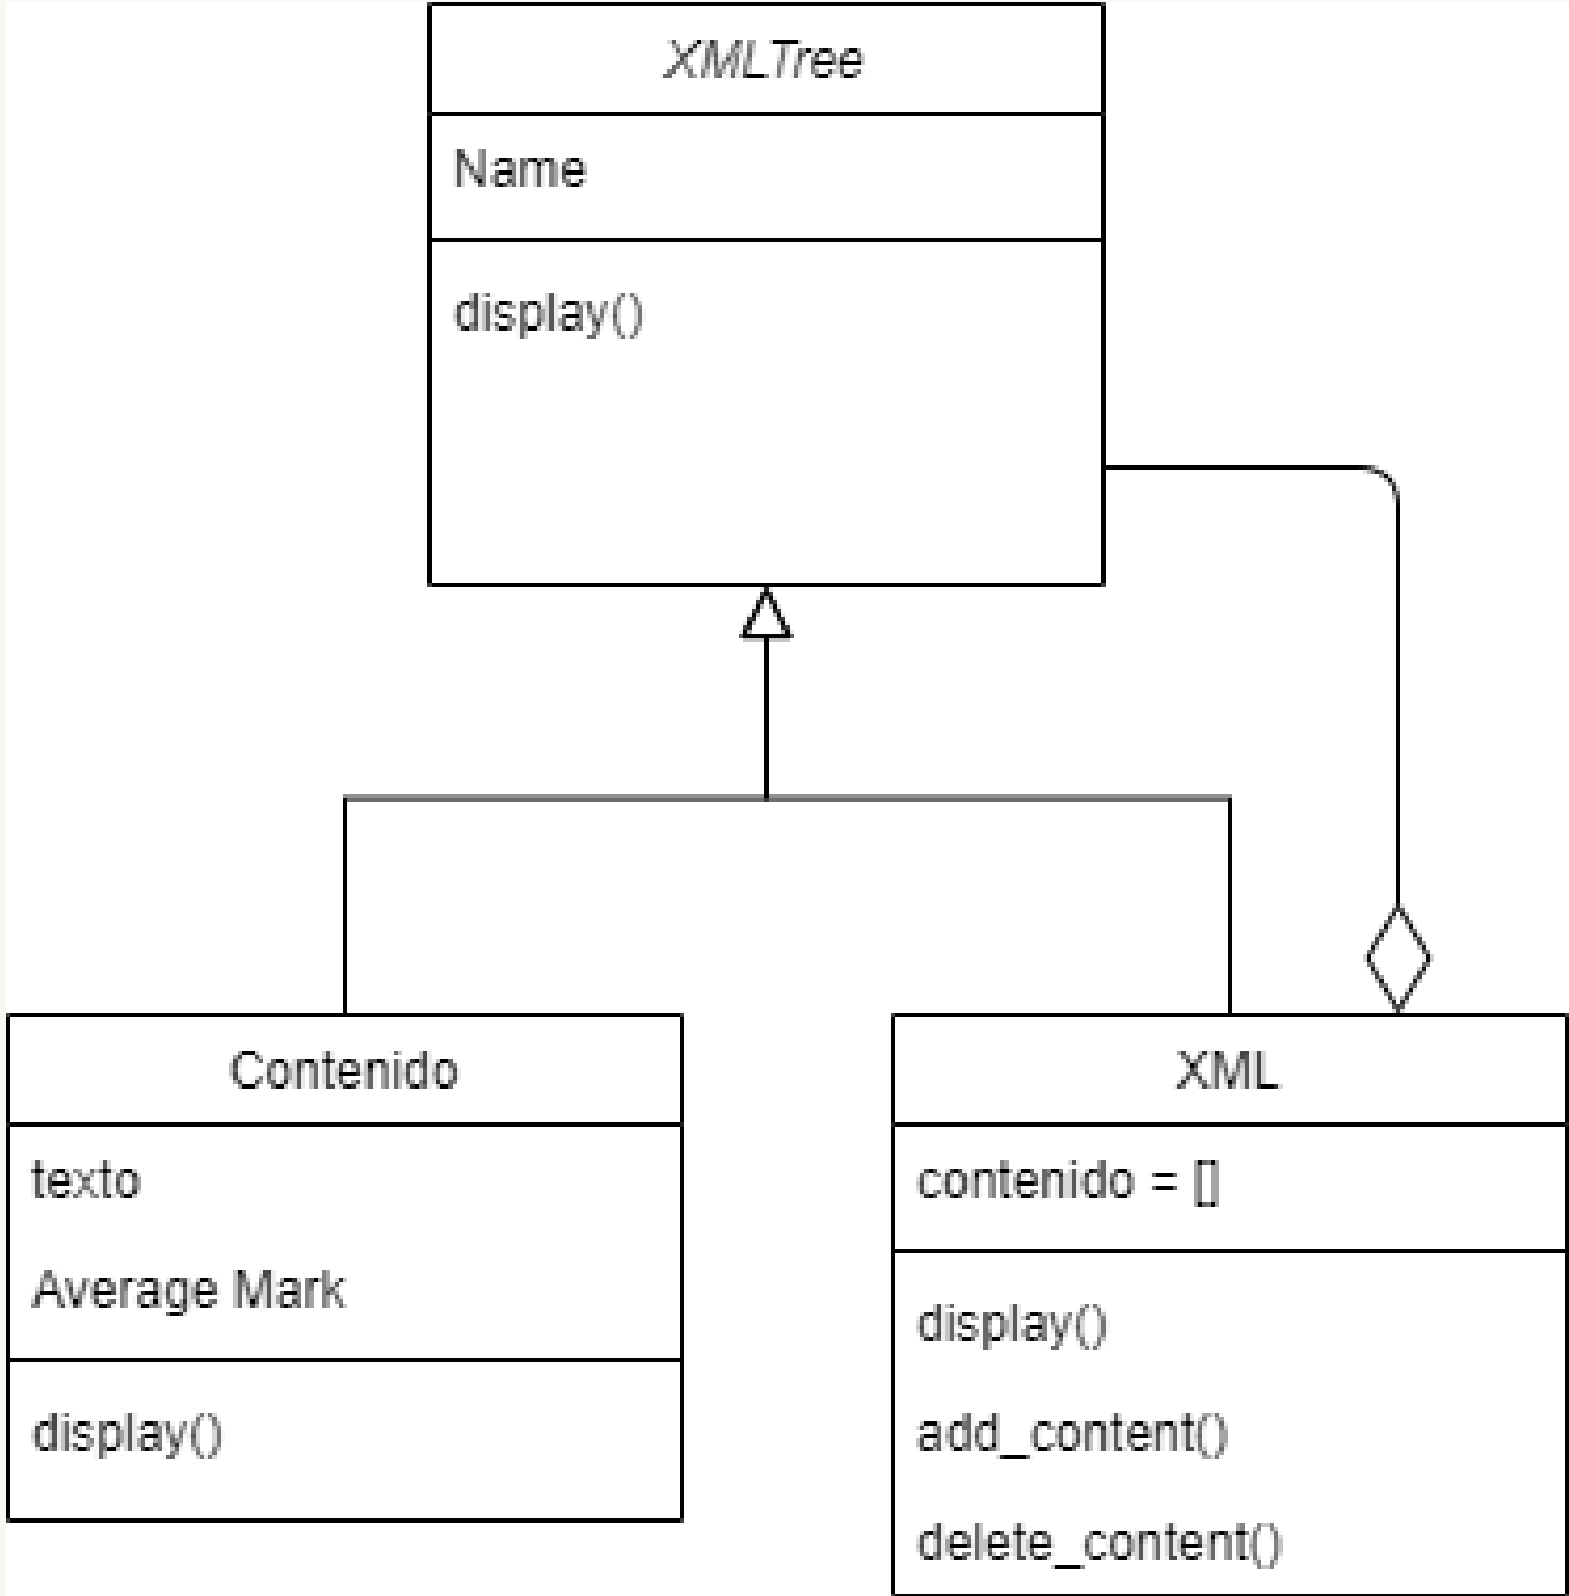 XMLTree
Name
display()
Contenido
texto
Average Mark
display()
XML
contenido = []
display()
add_content()
delete_content()